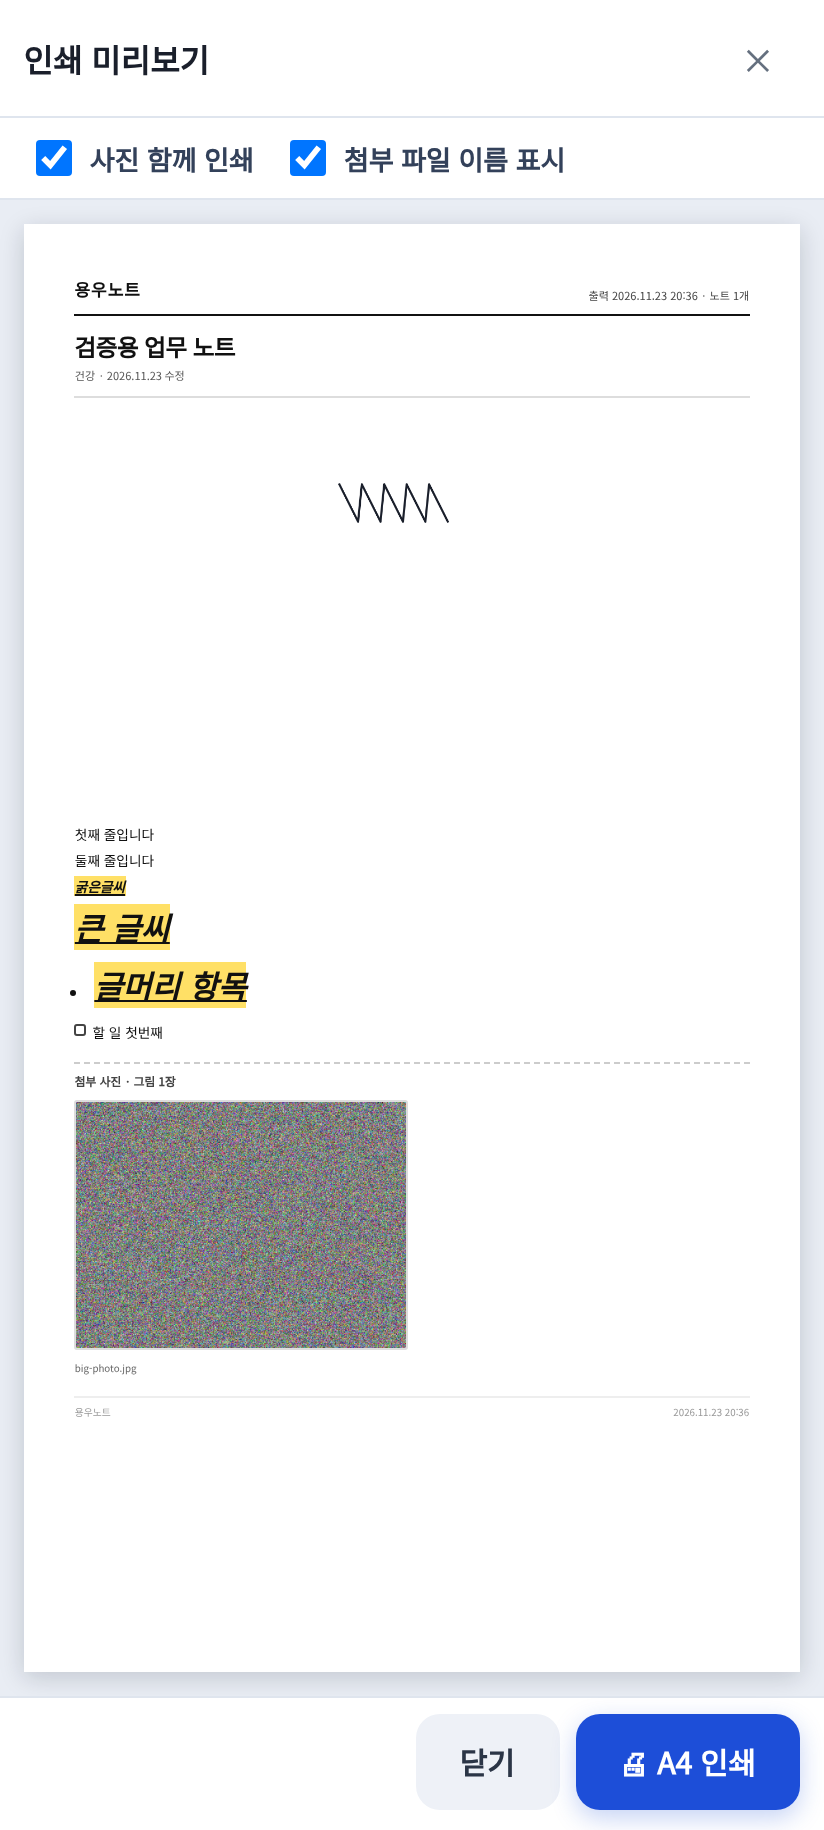 인쇄 미리보기
사진 함께 인쇄 첨부 파일 이름 표시
용우노트
출력 2026.11.23 20:36 · 노트 1개
검증용 업무 노트
건강 · 2026.11.23 수정
첫째 줄입니다
둘째 줄입니다
굵은글씨
큰 글씨
• 글머리 항목
할 일 첫번째
첨부 사진 · 그림 1장
big-photo.jpg
용우노트 2026.11.23 20:36
닫기 A4 인쇄